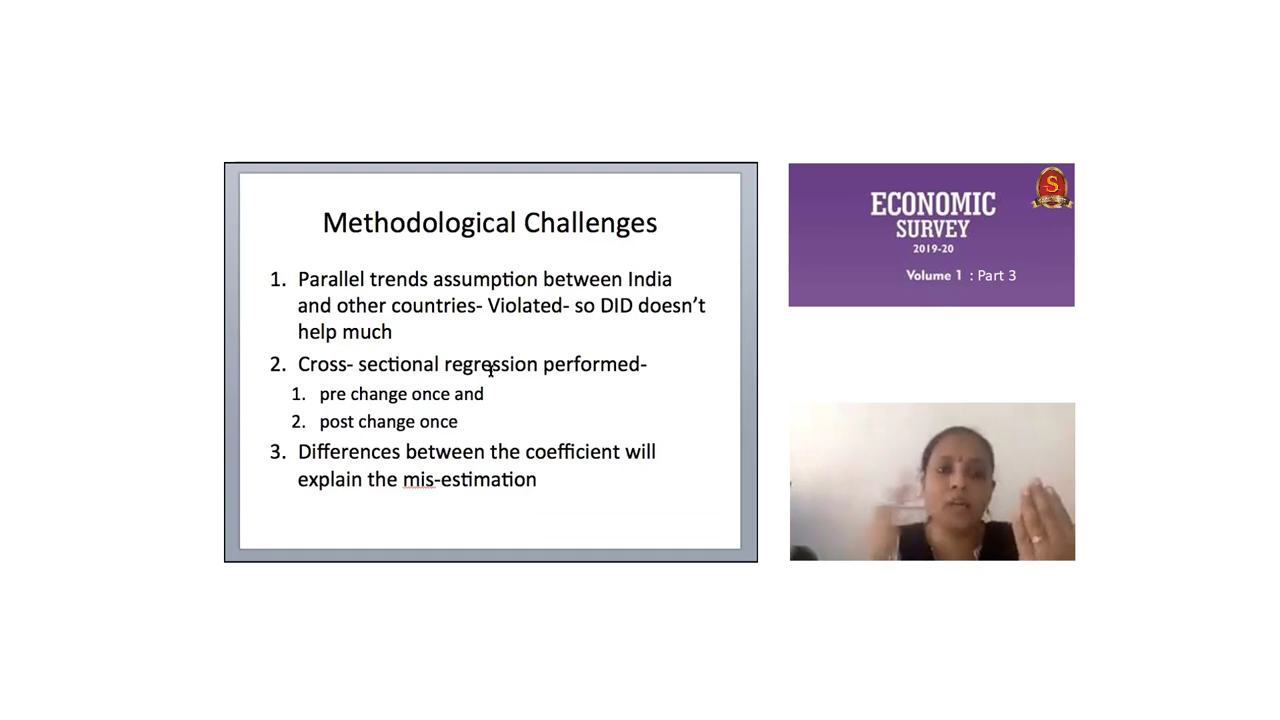 Methodological Challenges
1. Parallel trends assumption between India
and other countries- Violated- so DID doesn't
help much
2. Cross- sectional regression performed-
1. pre change once and
2. post change once
3. Differences between the coefficient will
explain the mis-estimation
ECONOMIC
SURVEY
2019-20
Volume 1 : Part 3
S